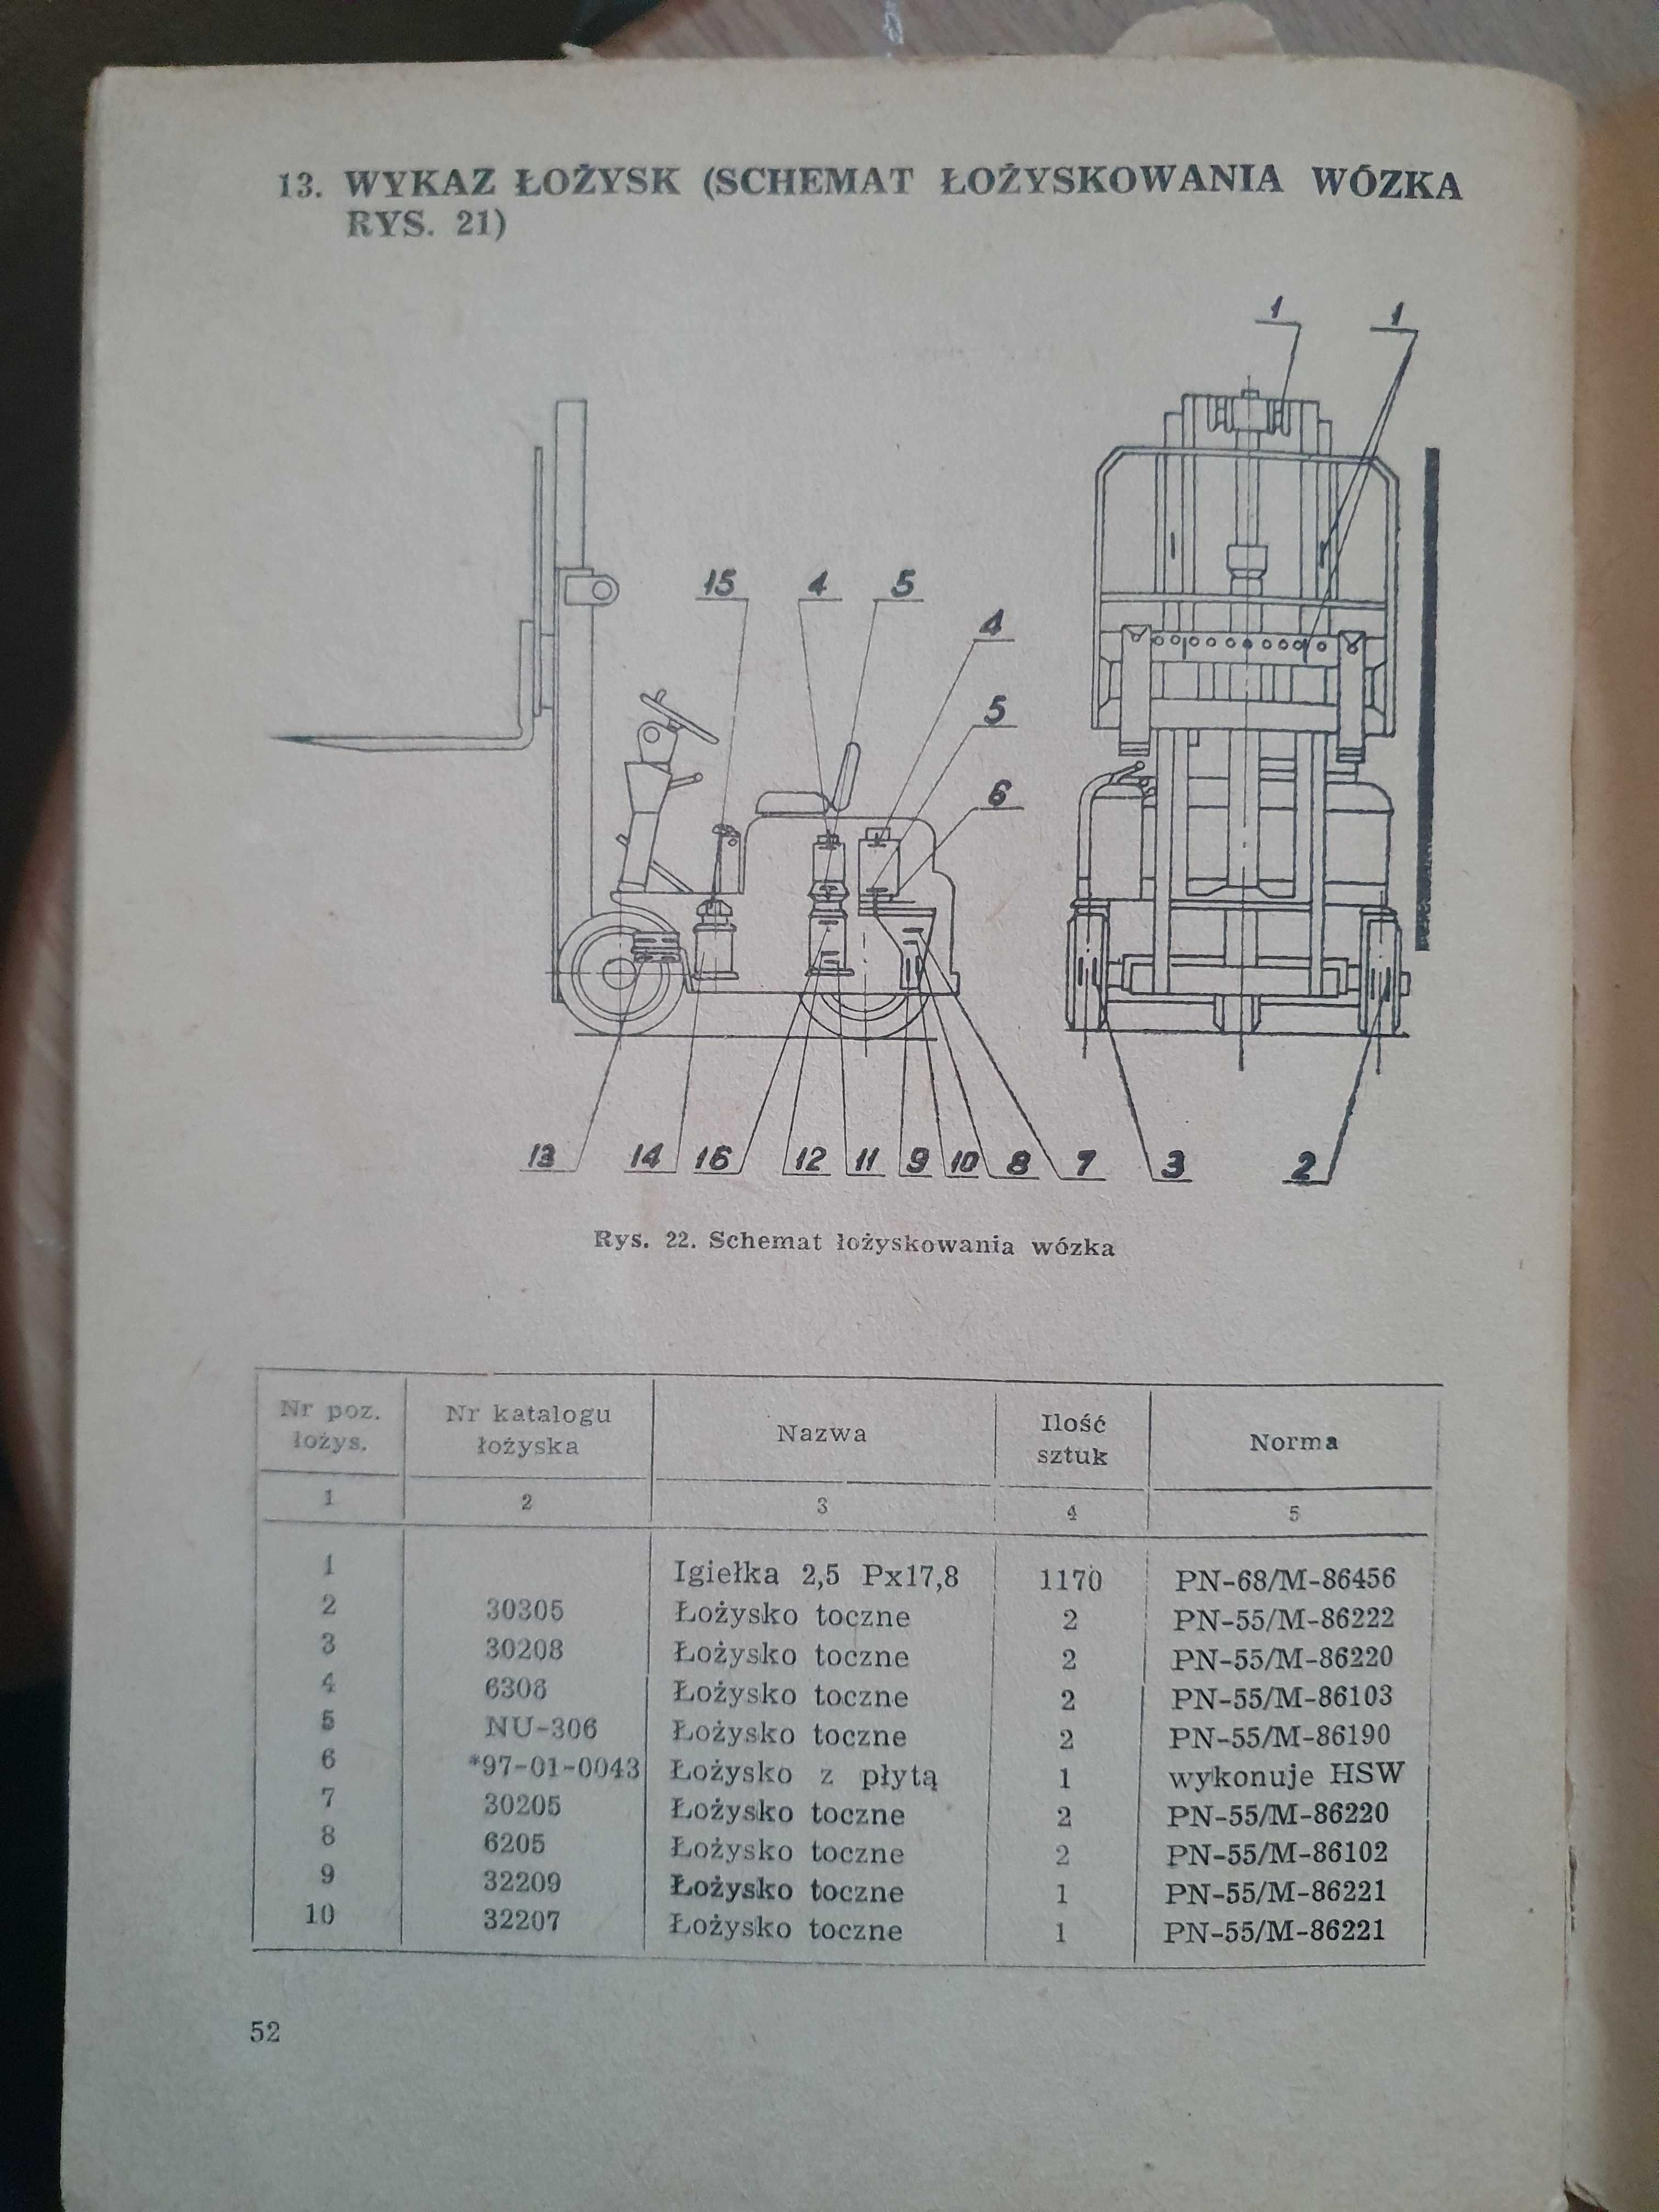 13. WYKAZ ŁOŻYSK (SCHEMAT ŁOŻYSKOWANIA WÓZKA
RYS. 21)
1 1
15 4 5
4
5
6
13 14 16 12 11 9 10 8 7 3 2
Rys. 22. Schemat łożyskowania wózka
Nr poz. łożys. Nr katalogu łożyska Nazwa Ilość sztuk Norma
1 2 3 4 5
1 Igiełka 2,5 Px17,8 1170 PN-68/M-86456
2 30305 Łożysko toczne 2 PN-55/M-86222
3 30208 Łożysko toczne 2 PN-55/M-86220
4 6306 Łożysko toczne 2 PN-55/M-86103
5 NU-306 Łożysko toczne 2 PN-55/M-86190
6 *97-01-0043 Łożysko z płytą 1 wykonuje HSW
7 30205 Łożysko toczne 2 PN-55/M-86220
8 6205 Łożysko toczne 2 PN-55/M-86102
9 32209 Łożysko toczne 1 PN-55/M-86221
10 32207 Łożysko toczne 1 PN-55/M-86221
52